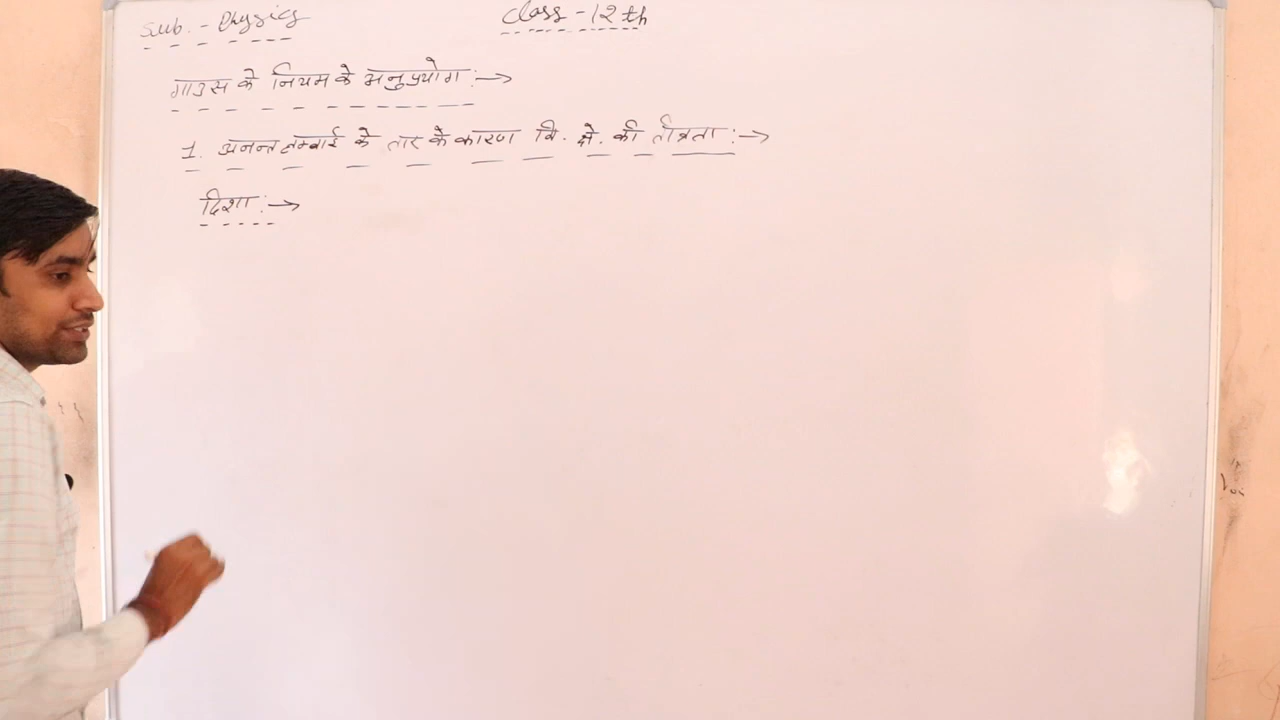 Sub. - Physics
Class - 12th
गाउस के नियम के अनुप्रयोग :→
1. अनन्त लम्बाई के तार के कारण वि. क्षे. की तीव्रता :→
दिशा :→